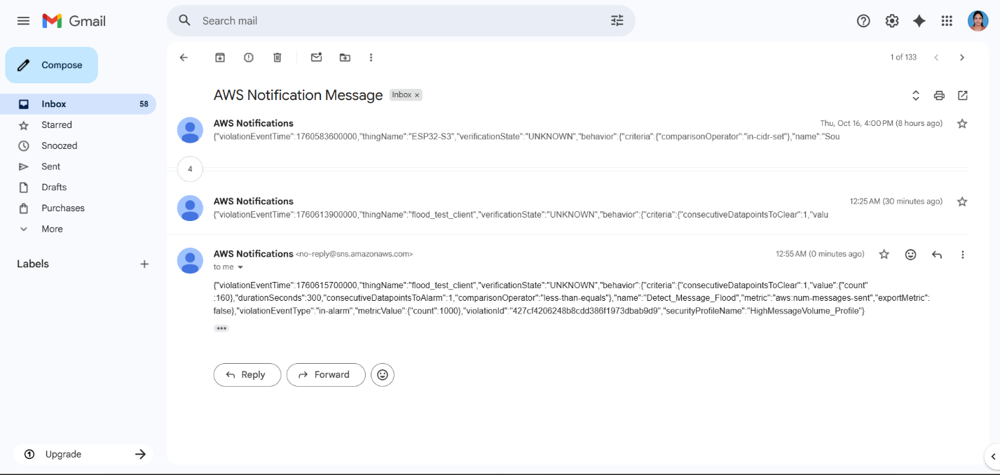 Gmail
Search mail
Compose
1 of 133
AWS Notification Message Inbox ×
Inbox 58
Starred
Snoozed
Sent
Drafts
Purchases
More
Labels
AWS Notifications
Thu, Oct 16, 4:00 PM (8 hours ago)
{"violationEventTime":1760583600000,"thingName":"ESP32-S3","verificationState":"UNKNOWN","behavior":{"criteria":{"comparisonOperator":"in-cidr-set"},"name":"Sou
4
AWS Notifications
12:25 AM (30 minutes ago)
{"violationEventTime":1760613900000,"thingName":"flood_test_client","verificationState":"UNKNOWN","behavior":{"criteria":{"consecutiveDatapointsToClear":1,"valu
AWS Notifications <no-reply@sns.amazonaws.com>
12:55 AM (0 minutes ago)
to me
{"violationEventTime":1760615700000,"thingName":"flood_test_client","verificationState":"UNKNOWN","behavior":{"criteria":{"consecutiveDatapointsToClear":1,"value":{"count"
:160},"durationSeconds":300,"consecutiveDatapointsToAlarm":1,"comparisonOperator":"less-than-equals"},"name":"Detect_Message_Flood","metric":"aws:num-messages-sent","exportMetric":
false},"violationEventType":"in-alarm","metricValue":{"count":1000},"violationId":"427cf4206248b8cdd386f1973dbab9d9","securityProfileName":"HighMessageVolume_Profile"}
Reply
Forward
Upgrade